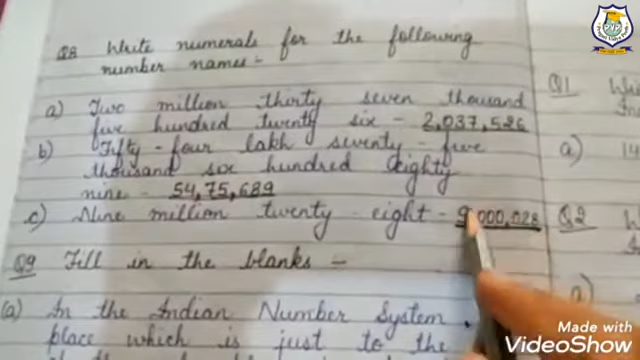 Q8 Write numerals for the following
number names:-
a) Two million thirty seven thousand
five hundred twenty six - 2,037,526
b) Fifty-four lakh seventy-five
thousand six hundred eighty
nine - 54,75,689
c) Nine million twenty-eight - 9,000,028
Q9 Fill in the blanks -
(a) In the Indian Number System.
place which is just to the
Q1
a) 14
Q2
a)
Made with
VideoShow